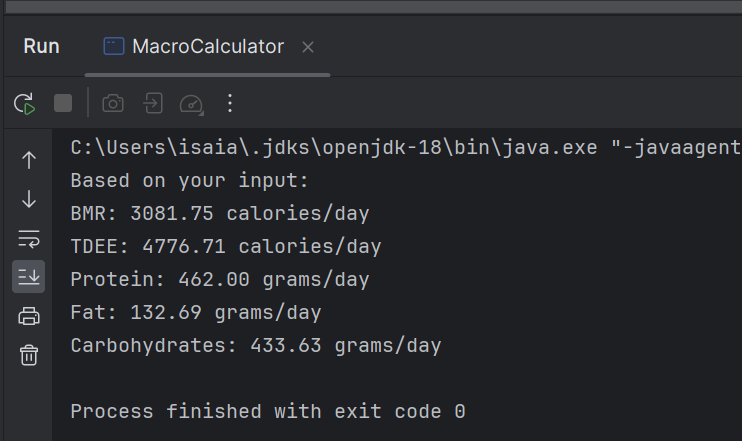 Run MacroCalculator
C:\Users\isaia\.jdks\openjdk-18\bin\java.exe "-javaagent
Based on your input:
BMR: 3081.75 calories/day
TDEE: 4776.71 calories/day
Protein: 462.00 grams/day
Fat: 132.69 grams/day
Carbohydrates: 433.63 grams/day
Process finished with exit code 0